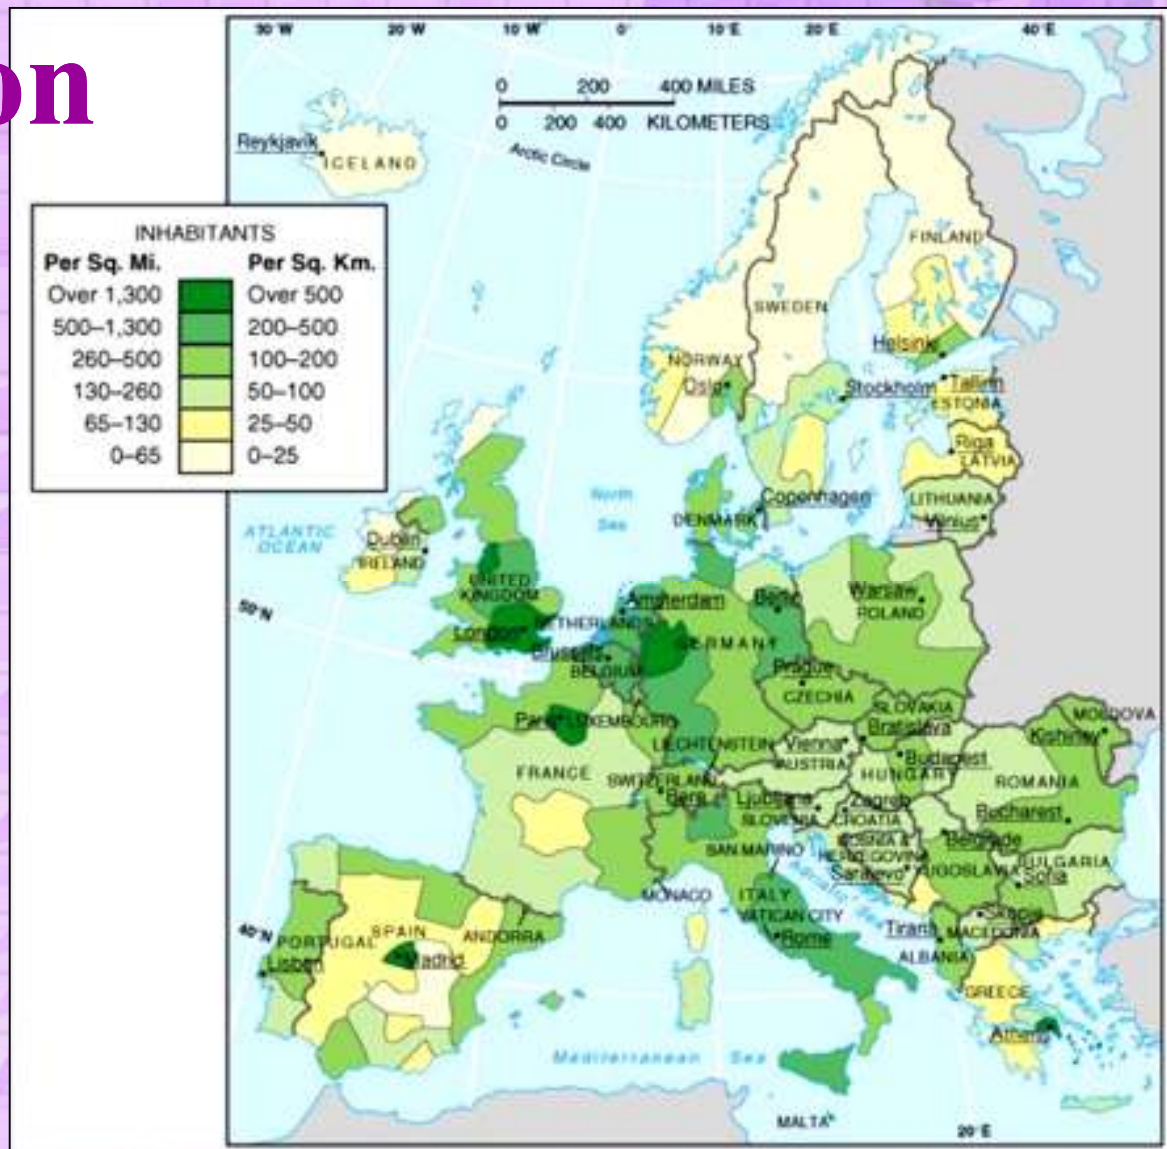 on
30°W 20°W 10°W 0° 10°E 20°E 40°E
0 200 400 MILES
0 200 400 KILOMETERS
Arctic Circle
Reykjavik
ICELAND
INHABITANTS
Per Sq. Mi. Per Sq. Km.
Over 1,300 Over 500
500–1,300 200–500
260–500 100–200
130–260 50–100
65–130 25–50
0–65 0–25
FINLAND
SWEDEN
NORWAY
Helsinki
Oslo
Stockholm
Tallinn
ESTONIA
Riga
LATVIA
North
Sea
Copenhagen
DENMARK
LITHUANIA
Vilnius
ATLANTIC
OCEAN
Dublin
IRELAND
UNITED
KINGDOM
50°N
London
Amsterdam
NETHERLANDS
Berlin
Warsaw
POLAND
GERMANY
Brussels
BELGIUM
Prague
CZECHIA
SLOVAKIA
Bratislava
Paris
LUXEMBOURG
MOLDOVA
Kishinev
LIECHTENSTEIN
Vienna
AUSTRIA
Budapest
HUNGARY
FRANCE
SWITZERLAND
Bern
ROMANIA
Ljubljana
SLOVENIA
Zagreb
CROATIA
Bucharest
SAN MARINO
BOSNIA &
HERZEGOVINA
Sarajevo
Belgrade
YUGOSLAVIA
BULGARIA
Sofia
Adriatic Sea
MONACO
ITALY
VATICAN CITY
Rome
40°N
PORTUGAL
Lisbon
SPAIN
Madrid
ANDORRA
Tiranë
ALBANIA
Skopje
MACEDONIA
GREECE
Athens
Mediterranean Sea
MALTA
20°E